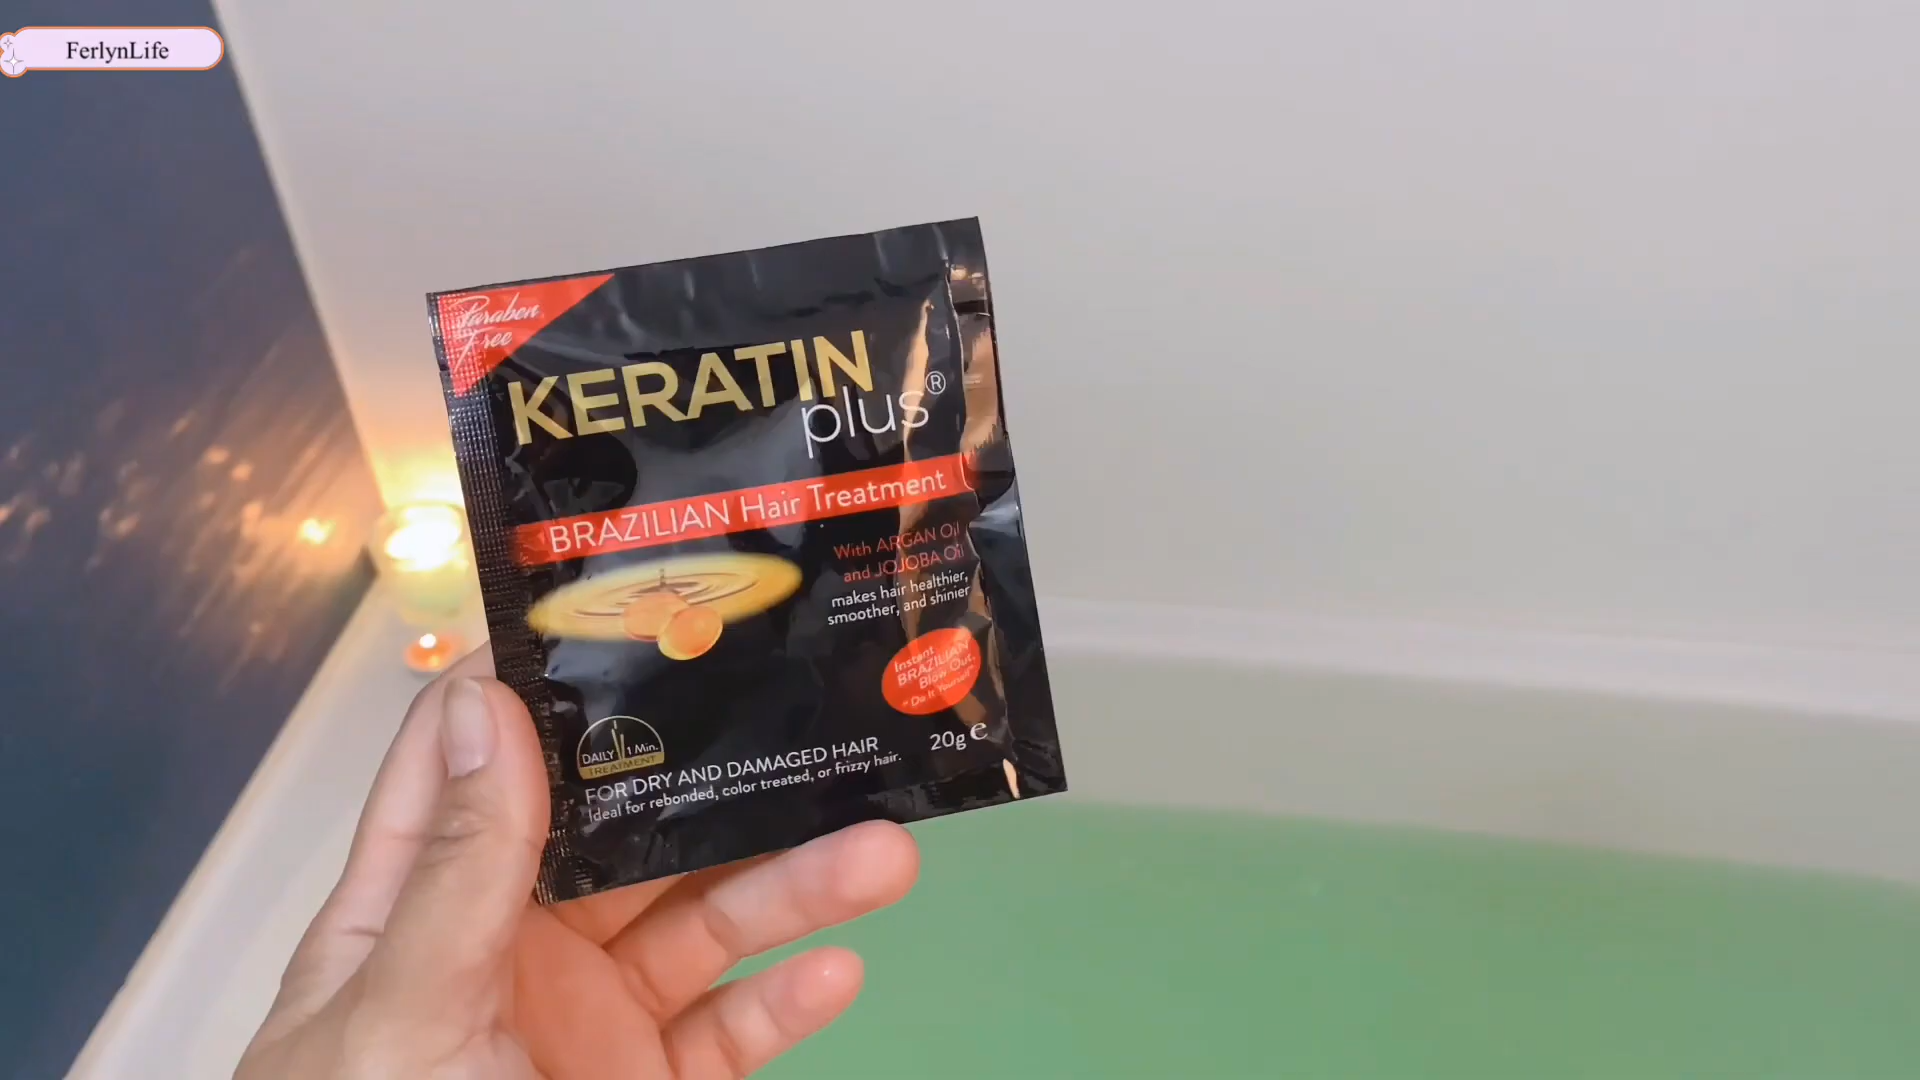 FerlynLife
Paraben
Free
KERATIN
plus®
BRAZILIAN Hair Treatment
With ARGAN Oil
and JOJOBA Oil
makes hair healthier,
smoother, and shinier
Instant
BRAZILIAN
Blow Out.
"Do It Yourself"
DAILY 1 Min.
TREATMENT
FOR DRY AND DAMAGED HAIR
Ideal for rebonded, color treated, or frizzy hair.
20g ℮